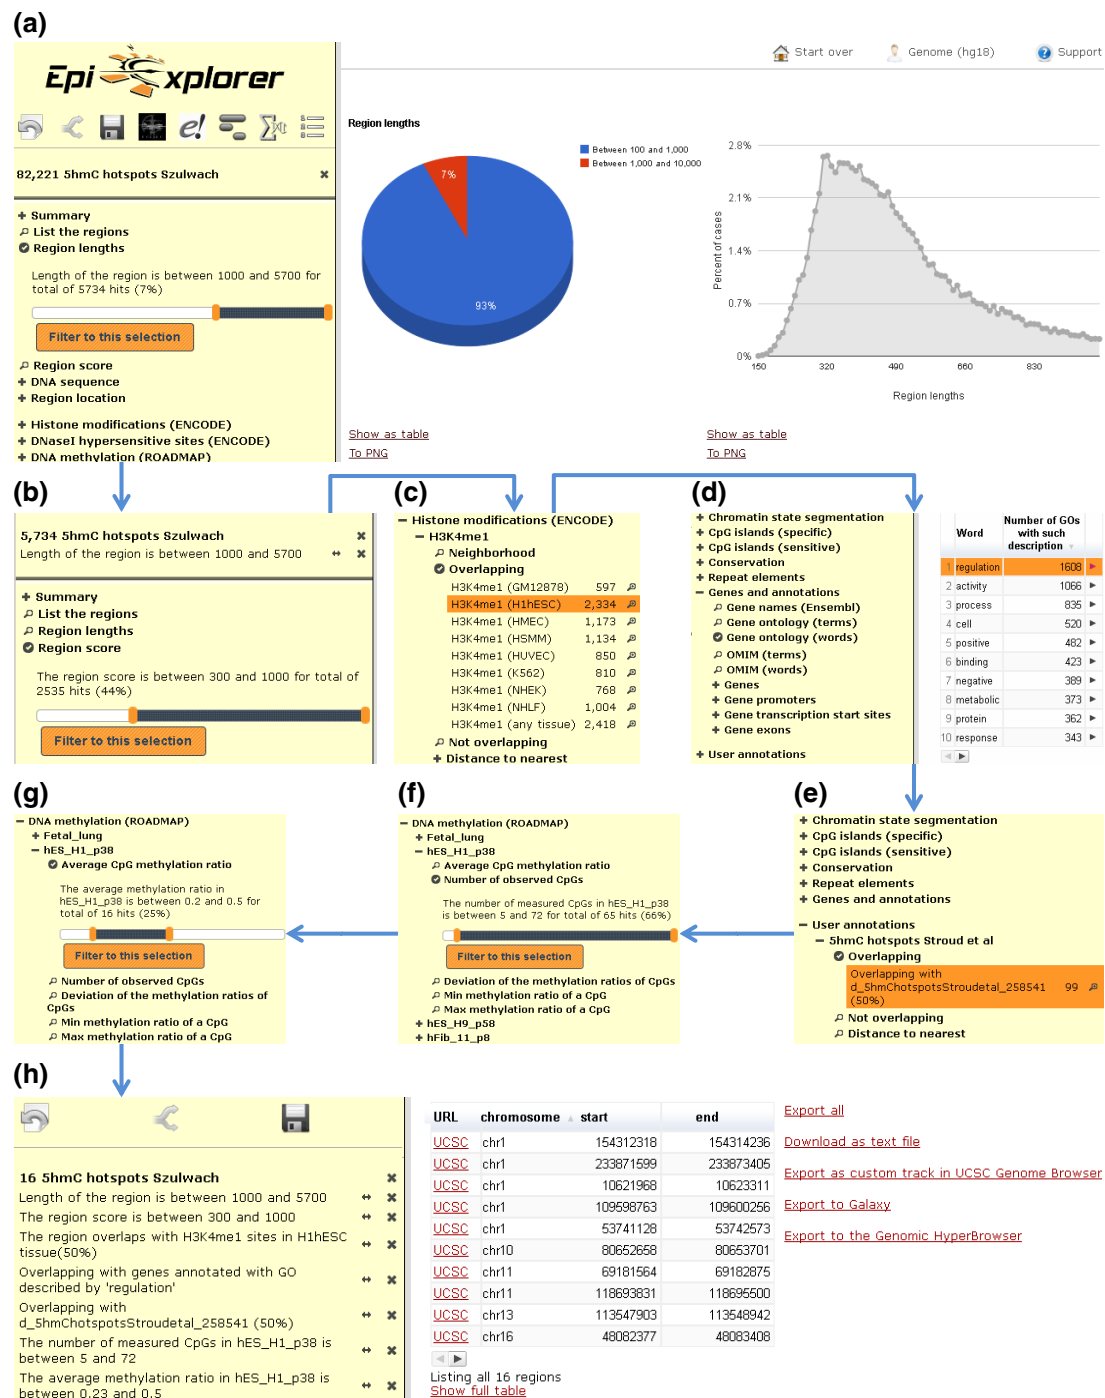 (a)
Epi Xplorer
Start over
Genome (hg18)
Support
e!
82,221 5hmC hotspots Szulwach
Summary
List the regions
Region lengths
Length of the region is between 1000 and 5700 for
total of 5734 hits (7%)
Filter to this selection
Region score
DNA sequence
Region location
Histone modifications (ENCODE)
DNaseI hypersensitive sites (ENCODE)
DNA methylation (ROADMAP)
Region lengths
Between 100 and 1,000
Between 1,000 and 10,000
7%
93%
Show as table
To PNG
2.8%
2.1%
1.4%
0.7%
0%
Percent of cases
150 320 490 660 830
Region lengths
Show as table
To PNG
(b)
5,734 5hmC hotspots Szulwach
Length of the region is between 1000 and 5700
Summary
List the regions
Region lengths
Region score
The region score is between 300 and 1000 for total of
2535 hits (44%)
Filter to this selection
(c)
Histone modifications (ENCODE)
H3K4me1
Neighborhood
Overlapping
H3K4me1 (GM12878) 597
H3K4me1 (H1hESC) 2,334
H3K4me1 (HMEC) 1,173
H3K4me1 (HSMM) 1,134
H3K4me1 (HUVEC) 850
H3K4me1 (K562) 810
H3K4me1 (NHEK) 768
H3K4me1 (NHLF) 1,004
H3K4me1 (any tissue) 2,418
Not overlapping
Distance to nearest
(d)
Chromatin state segmentation
CpG islands (specific)
CpG islands (sensitive)
Conservation
Repeat elements
Genes and annotations
Gene names (Ensembl)
Gene ontology (terms)
Gene ontology (words)
OMIM (terms)
OMIM (words)
Genes
Gene promoters
Gene transcription start sites
Gene exons
User annotations
Word Number of GOs with such description
1 regulation 1608
2 activity 1066
3 process 835
4 cell 520
5 positive 482
6 binding 423
7 negative 389
8 metabolic 373
9 protein 362
10 response 343
(g)
DNA methylation (ROADMAP)
Fetal_lung
hES_H1_p38
Average CpG methylation ratio
The average methylation ratio in
hES_H1_p38 is between 0.2 and 0.5 for
total of 16 hits (25%)
Filter to this selection
Number of observed CpGs
Deviation of the methylation ratios of
CpGs
Min methylation ratio of a CpG
Max methylation ratio of a CpG
(f)
DNA methylation (ROADMAP)
Fetal_lung
hES_H1_p38
Average CpG methylation ratio
Number of observed CpGs
The number of measured CpGs in hES_H1_p38
is between 5 and 72 for total of 65 hits (66%)
Filter to this selection
Deviation of the methylation ratios of CpGs
Min methylation ratio of a CpG
Max methylation ratio of a CpG
hES_H9_p58
hFib_11_p8
(e)
Chromatin state segmentation
CpG islands (specific)
CpG islands (sensitive)
Conservation
Repeat elements
Genes and annotations
User annotations
5hmC hotspots Stroud et al
Overlapping
Overlapping with
d_5hmChotspotsStroudetal_258541 99
(50%)
Not overlapping
Distance to nearest
(h)
16 5hmC hotspots Szulwach
Length of the region is between 1000 and 5700
The region score is between 300 and 1000
The region overlaps with H3K4me1 sites in H1hESC
tissue(50%)
Overlapping with genes annotated with GO
described by 'regulation'
Overlapping with
d_5hmChotspotsStroudetal_258541 (50%)
The number of measured CpGs in hES_H1_p38 is
between 5 and 72
The average methylation ratio in hES_H1_p38 is
between 0.23 and 0.5
URL chromosome start end
UCSC chr1 154312318 154314236
UCSC chr1 233871599 233873405
UCSC chr1 10621968 10623311
UCSC chr1 109598763 109600256
UCSC chr1 53741128 53742573
UCSC chr10 80652658 80653701
UCSC chr11 69181564 69182875
UCSC chr11 118693831 118695500
UCSC chr13 113547903 113548942
UCSC chr16 48082377 48083408
Listing all 16 regions
Show full table
Export all
Download as text file
Export as custom track in UCSC Genome Browser
Export to Galaxy
Export to the Genomic HyperBrowser